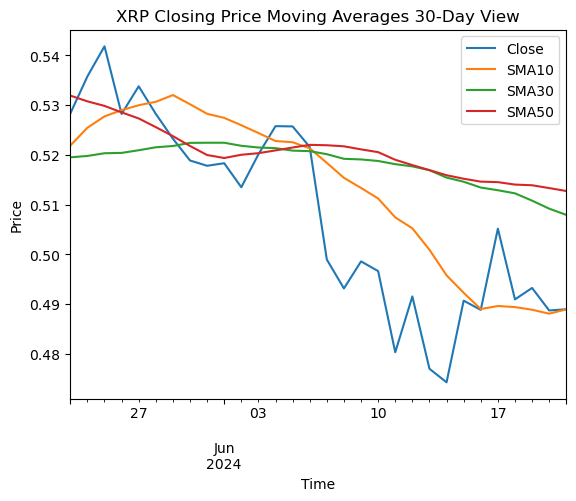 XRP Closing Price Moving Averages 30-Day View
Close
SMA10
SMA30
SMA50
Price
0.54
0.53
0.52
0.51
0.50
0.49
0.48
27
03
10
17
Jun
2024
Time